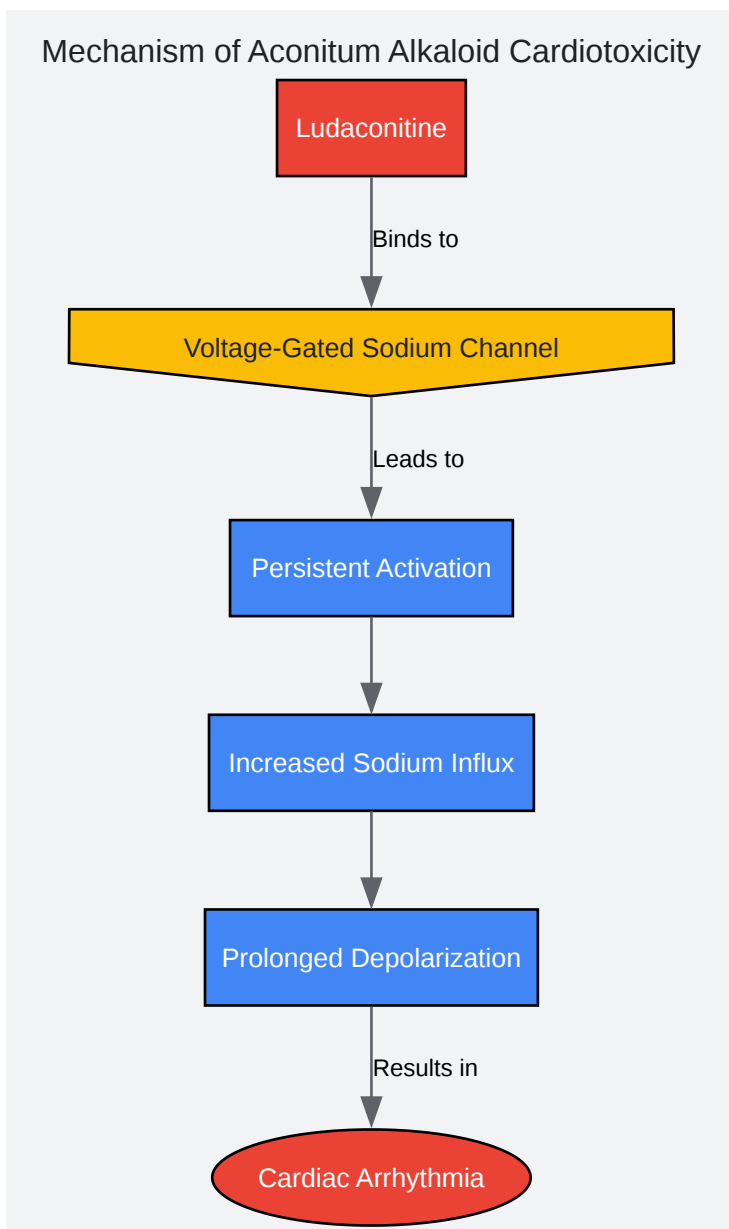 Mechanism of Aconitum Alkaloid Cardiotoxicity
Ludaconitine
Binds to
Voltage-Gated Sodium Channel
Leads to
Persistent Activation
Increased Sodium Influx
Prolonged Depolarization
Results in
Cardiac Arrhythmia